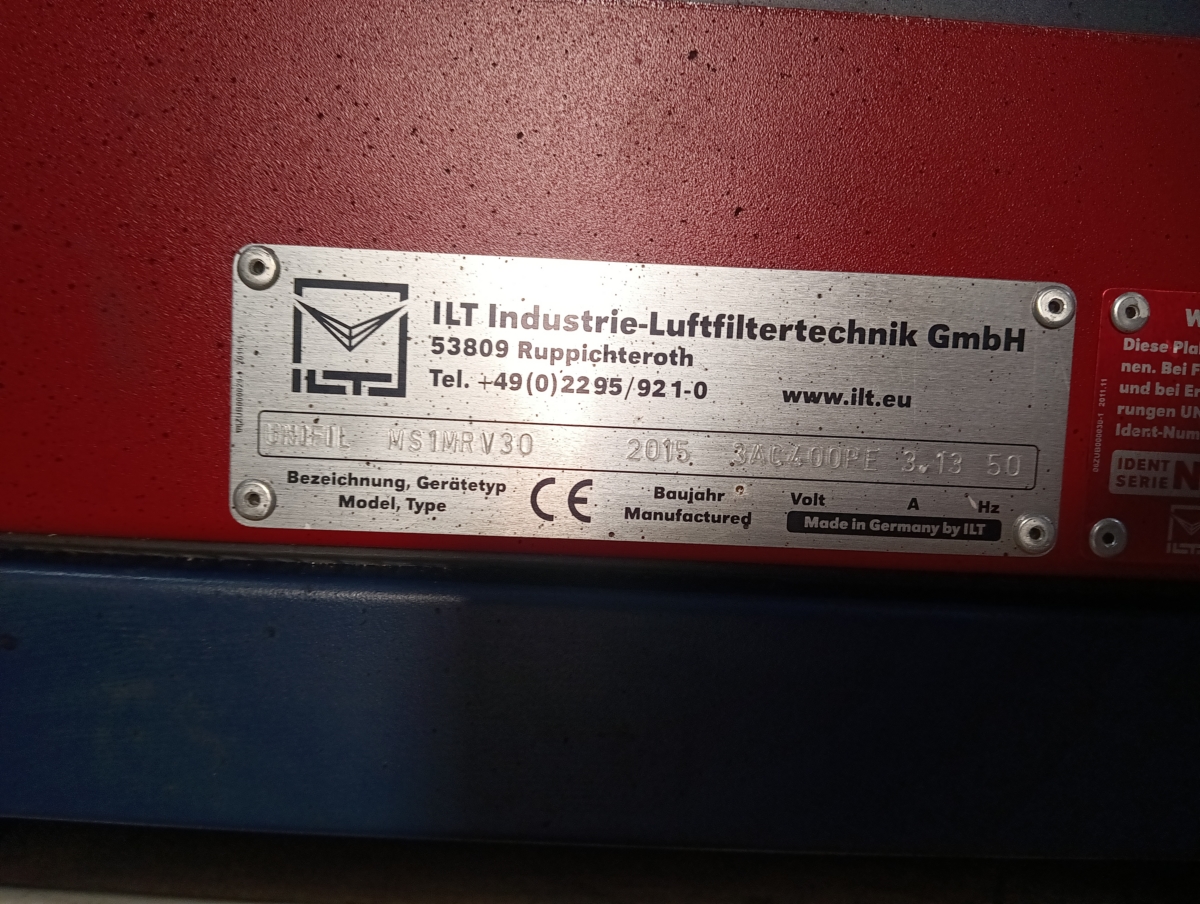 ILT
ILT Industrie-Luftfiltertechnik GmbH
53809 Ruppichteroth
Tel. +49(0)2295/921-0 www.ilt.eu
UNIFIL MS1MRV30 2015 3AC400PE 3.13 50
Bezeichnung, Gerätetyp
Model, Type
CE
Baujahr
Manufactured
Volt A Hz
Made in Germany by ILT
W
Diese Pla
nen. Bei F
und bei Er
rungen UN
Ident-Num
IDENT
SERIE
N
ILT